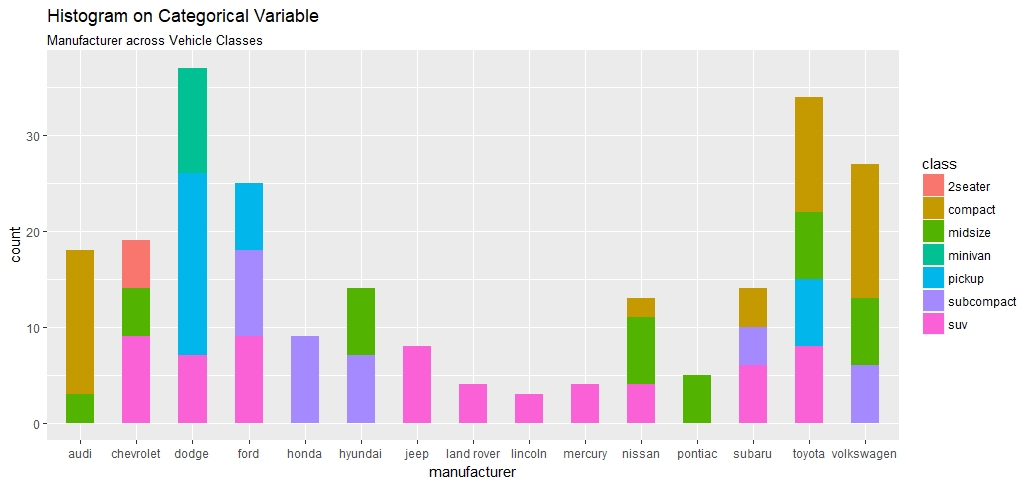 Histogram on Categorical Variable
Manufacturer across Vehicle Classes
30
20
10
0
count
audi chevrolet dodge ford honda hyundai jeep land rover lincoln mercury nissan pontiac subaru toyota volkswagen
manufacturer
class
2seater
compact
midsize
minivan
pickup
subcompact
suv